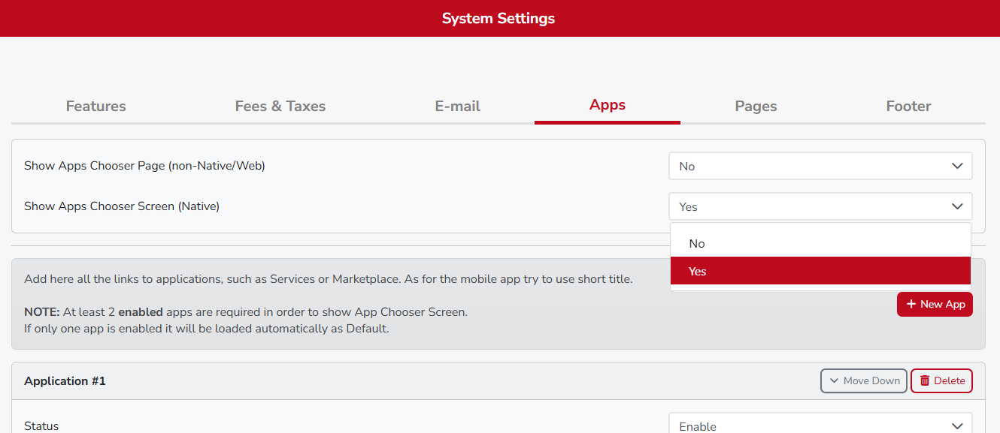 System Settings
Features
Fees & Taxes
E-mail
Apps
Pages
Footer
Show Apps Chooser Page (non-Native/Web)
No
Show Apps Chooser Screen (Native)
Yes
No
Yes
Add here all the links to applications, such as Services or Marketplace. As for the mobile app try to use short title.
NOTE: At least 2 enabled apps are required in order to show App Chooser Screen.
If only one app is enabled it will be loaded automatically as Default.
+ New App
Application #1
Move Down
Delete
Status
Enable